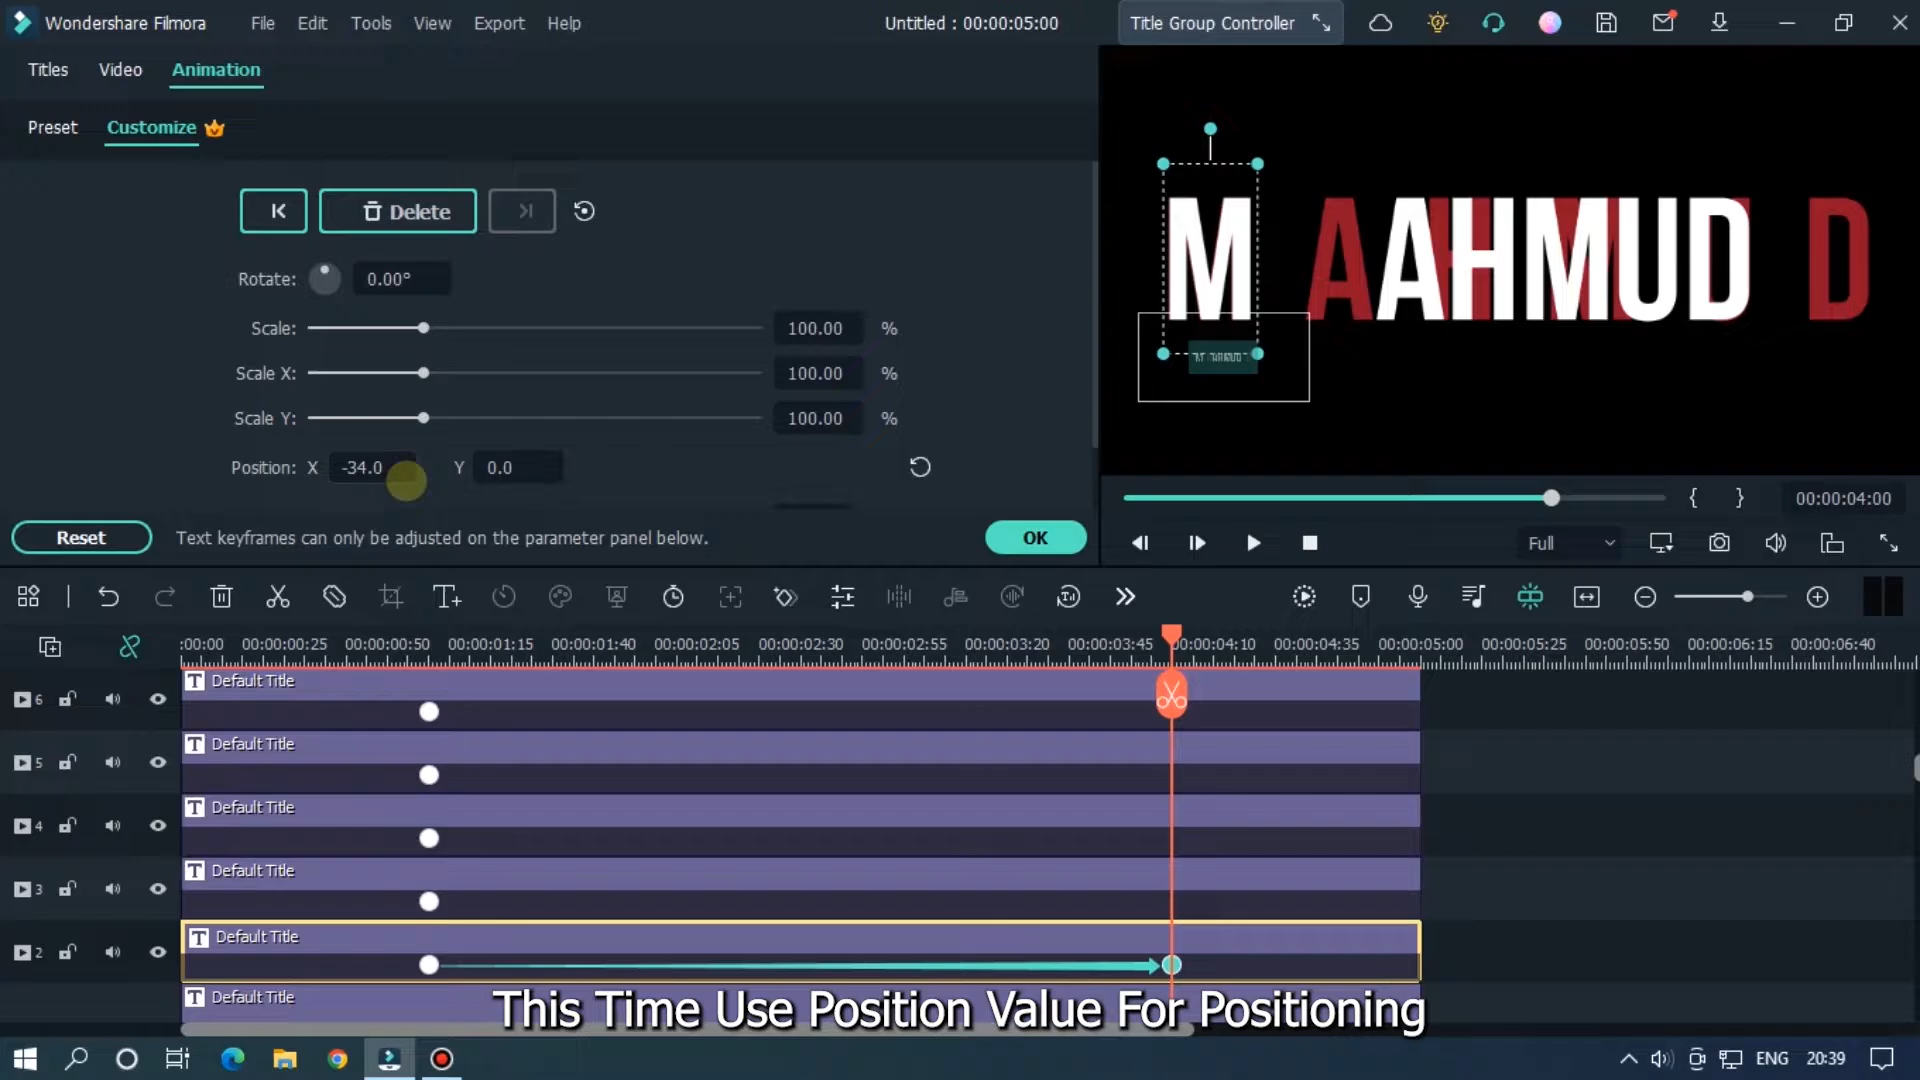 Wondershare Filmora File Edit Tools View Export Help Untitled : 00:00:05:00 Title Group Controller
Titles Video Animation
Preset Customize
Delete
Rotate: 0.00°
Scale: 100.00 %
Scale X: 100.00 %
Scale Y: 100.00 %
Position: X -34.0 Y 0.0
Reset Text keyframes can only be adjusted on the parameter panel below. OK
M AAHMUD D
00:00:04:00
Full
:00:00 00:00:00:25 00:00:00:50 00:00:01:15 00:00:01:40 00:00:02:05 00:00:02:30 00:00:02:55 00:00:03:20 00:00:03:45 00:00:04:10 00:00:04:35 00:00:05:00 00:00:05:25 00:00:05:50 00:00:06:15 00:00:06:40
6 Default Title
5 Default Title
4 Default Title
3 Default Title
2 Default Title
Default Title
This Time Use Position Value For Positioning
ENG 20:39